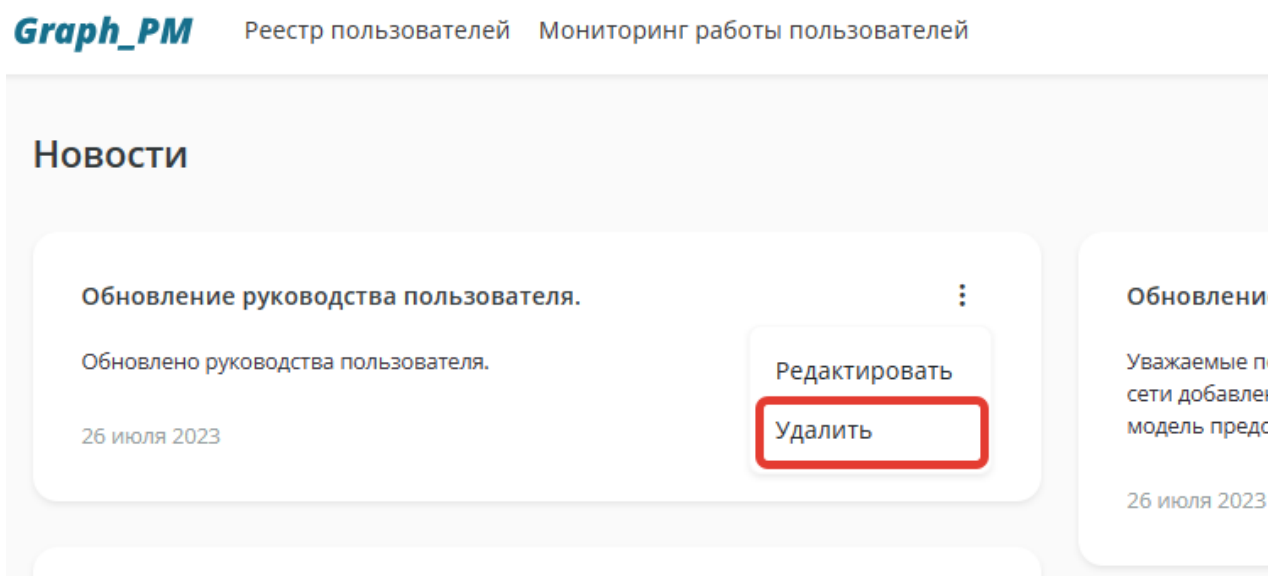 Graph_PM Реестр пользователей Мониторинг работы пользователей
Новости
Обновление руководства пользователя.
Обновлено руководства пользователя.
26 июля 2023
Редактировать
Удалить
Уважаемые
сети
модель
26 июля 2023